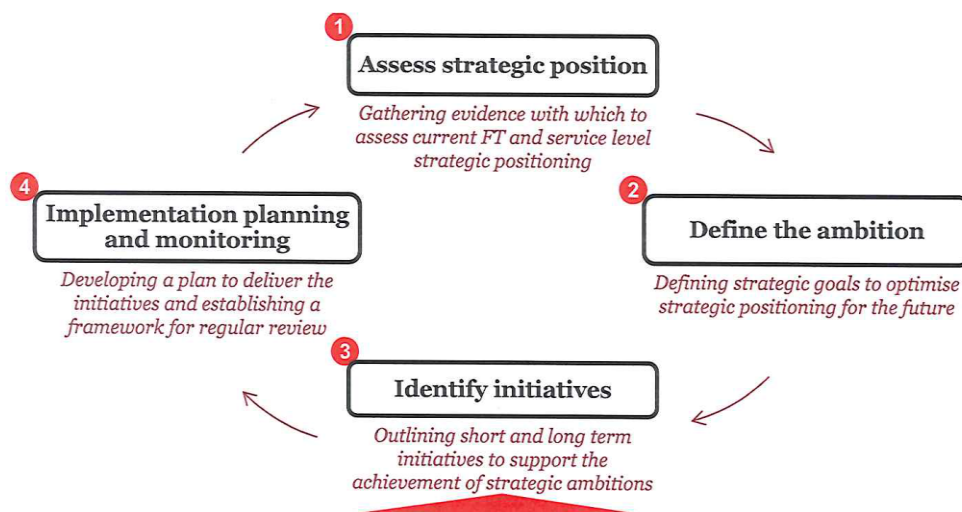 1
Assess strategic position
Gathering evidence with which to
assess current FT and service level
strategic positioning
2
Define the ambition
Defining strategic goals to optimise
strategic positioning for the future
3
Identify initiatives
Outlining short and long term
initiatives to support the
achievement of strategic ambitions
4
Implementation planning
and monitoring
Developing a plan to deliver the
initiatives and establishing a
framework for regular review